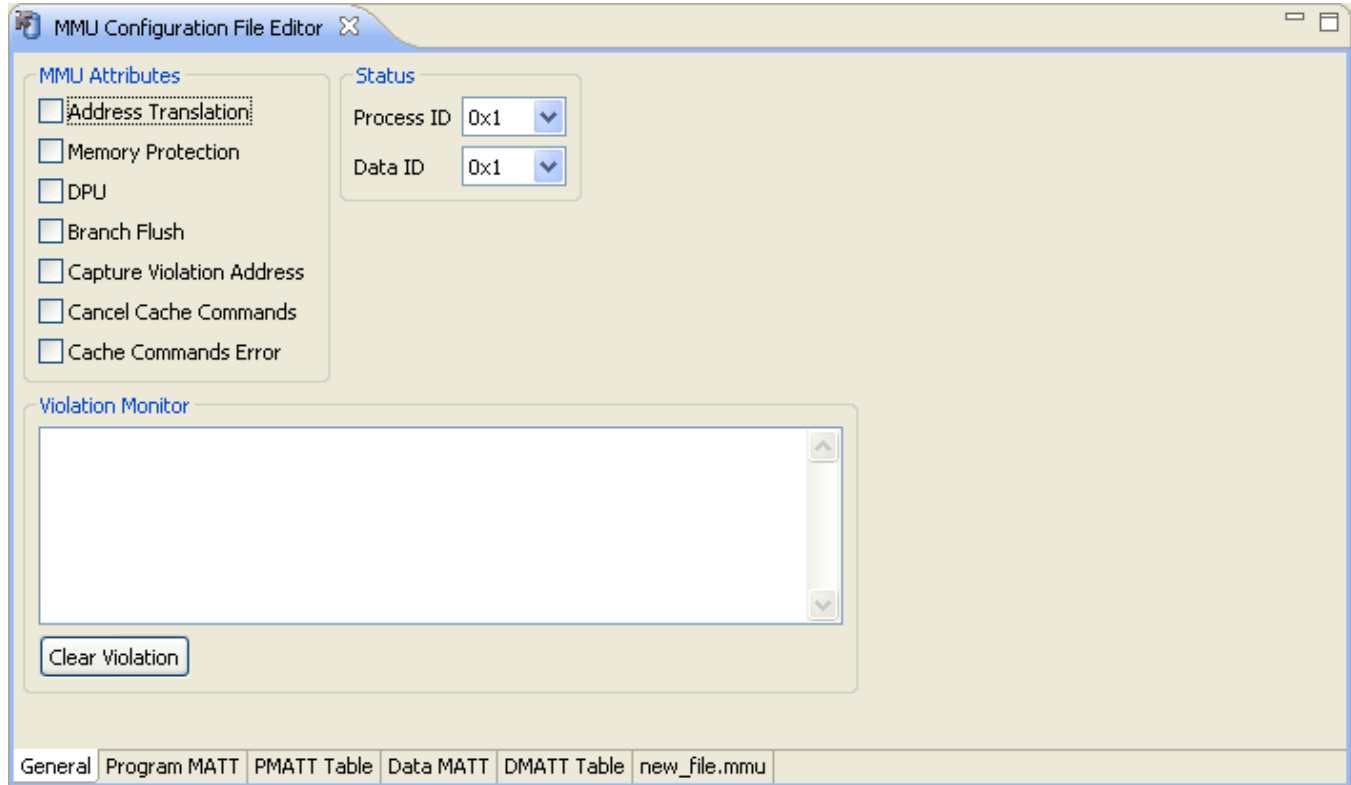 MMU Configuration File Editor
MMU Attributes
Address Translation
Memory Protection
DPU
Branch Flush
Capture Violation Address
Cancel Cache Commands
Cache Commands Error
Status
Process ID 0x1
Data ID 0x1
Violation Monitor
Clear Violation
General Program MATT PMATT Table Data MATT DMATT Table new_file.mmu